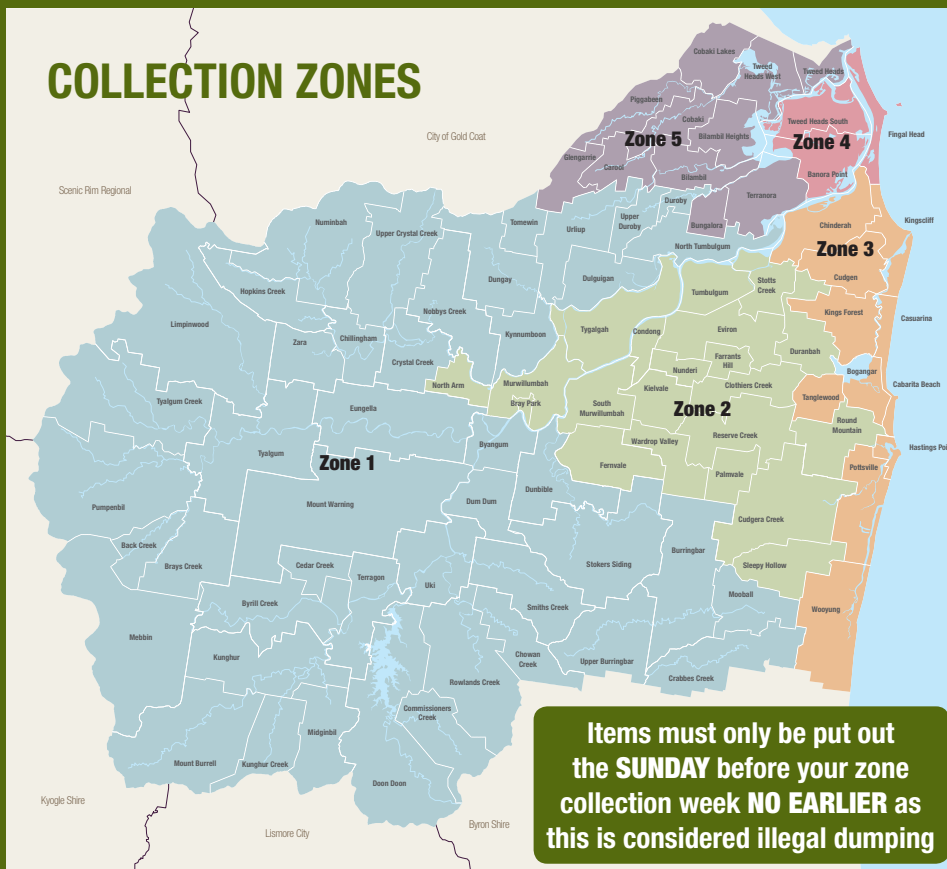 COLLECTION ZONES
Cobaki Lakes
Tweed
Heads West
Tweed Heads
Piggabeen
Cobaki
Tweed Heads South
City of Gold Coat
Zone 5
Bilambil Heights
Zone 4
Fingal Head
Glengarrie
Carool
Bilambil
Banora Point
Scenic Rim Regional
Terranora
Duroby
Numinbah
Upper Crystal Creek
Tomewin
Urliup
Upper
Duroby
Bungalora
Chinderah
Kingscliff
North Tumbulgum
Zone 3
Dungay
Dulguigan
Stotts
Creek
Cudgen
Hopkins Creek
Tumbulgum
Nobbys Creek
Kings Forest
Limpinwood
Casuarina
Zara
Chillingham
Kynnumboon
Tygalgah
Condong
Eviron
Crystal Creek
Farrants
Hill
Duranbah
Nunderi
Bogangar
North Arm
Murwillumbah
Kielvale
Clothiers Creek
Cabarita Beach
Tyalgum Creek
Bray Park
South
Murwillumbah
Zone 2
Tanglewood
Eungella
Round
Mountain
Reserve Creek
Byangum
Wardrop Valley
Hastings Poi
Tyalgum
Zone 1
Fernvale
Palmvale
Pottsville
Dunbible
Mount Warning
Dum Dum
Pumpenbil
Cudgera Creek
Back Creek
Burringbar
Brays Creek
Cedar Creek
Stokers Siding
Sleepy Hollow
Terragon
Uki
Mooball
Byrill Creek
Smiths Creek
Wooyung
Mebbin
Kunghur
Chowan
Creek
Upper Burringbar
Rowlands Creek
Crabbes Creek
Commissioners
Creek
Midginbil
Mount Burrell
Kunghur Creek
Doon Doon
Kyogle Shire
Lismore City
Byron Shire
Items must only be put out
the SUNDAY before your zone
collection week NO EARLIER as
this is considered illegal dumping